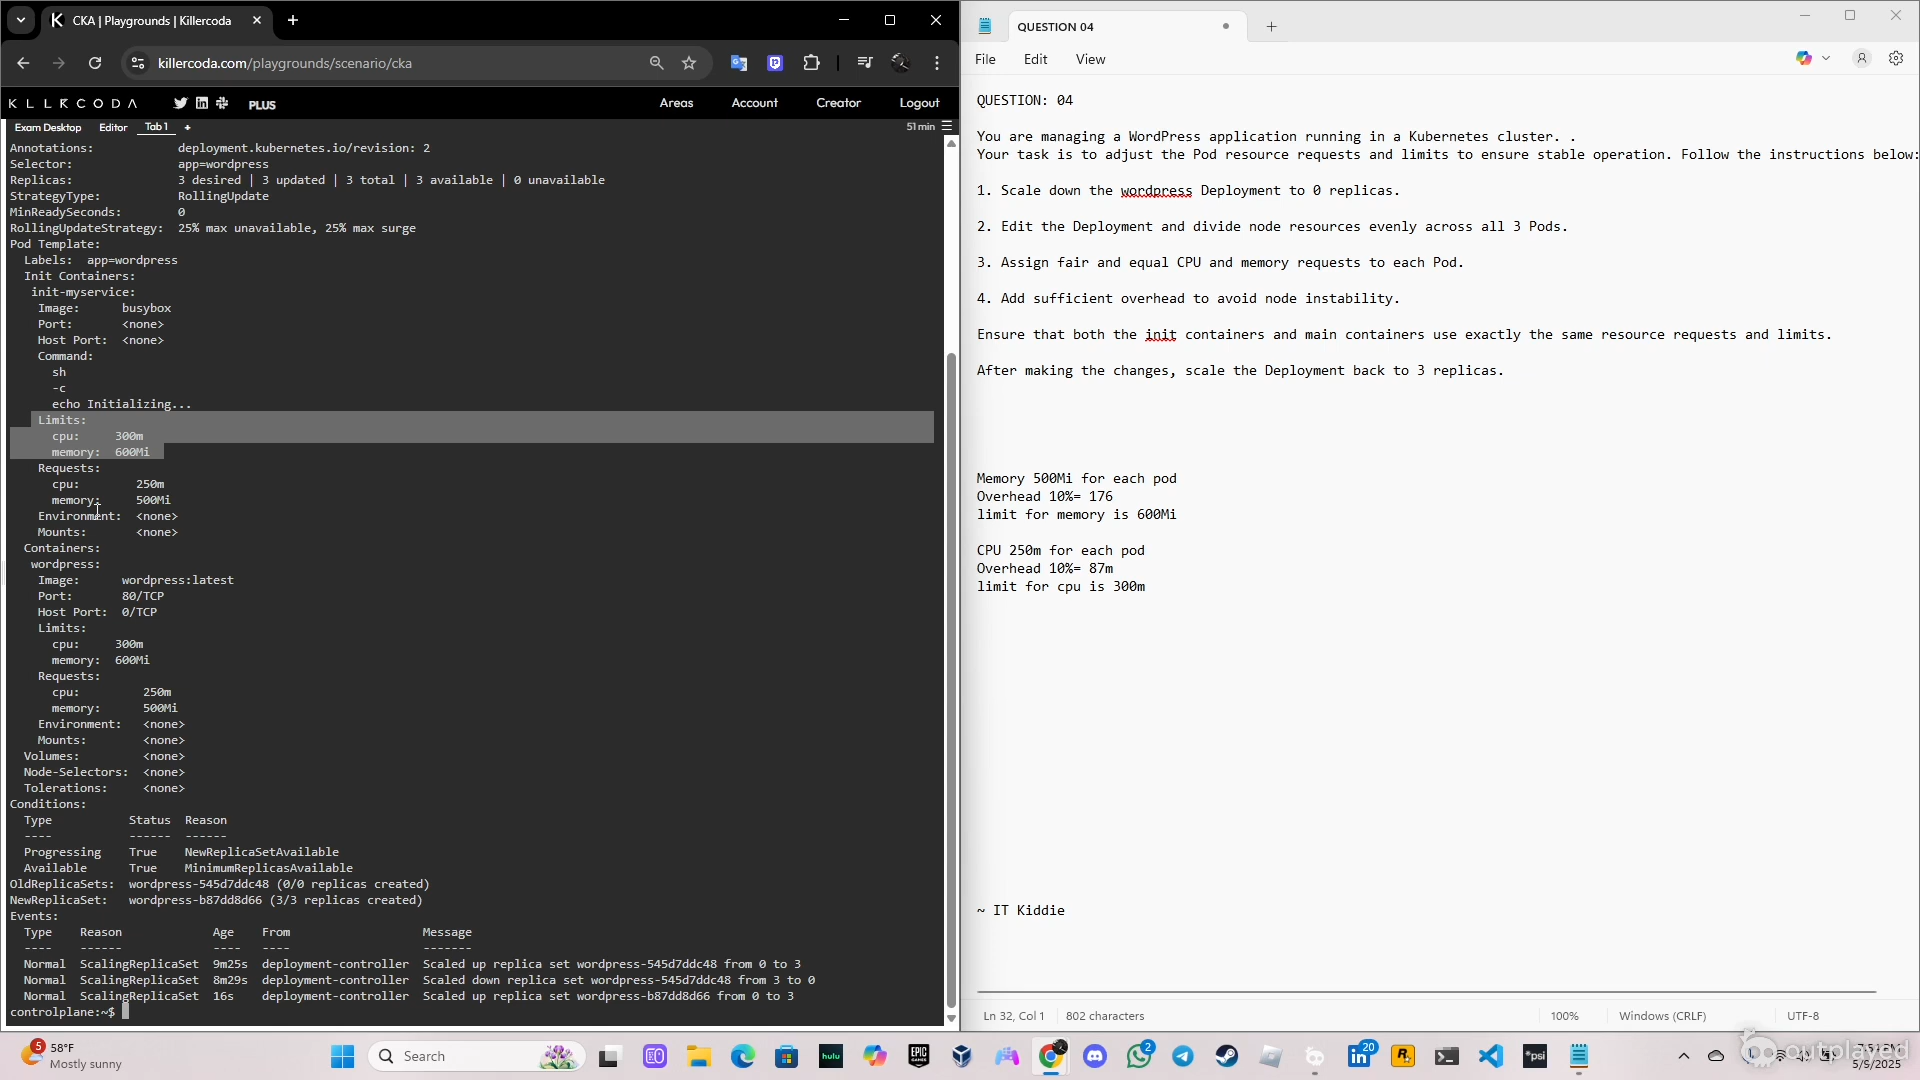 CKA | Playgrounds | Killercoda
killercoda.com/playgrounds/scenario/cka
KLLRCODA
PLUS
Areas
Account
Creator
Logout
Exam Desktop
Editor
Tab 1
+
51 min
Annotations: deployment.kubernetes.io/revision: 2
Selector: app=wordpress
Replicas: 3 desired | 3 updated | 3 total | 3 available | 0 unavailable
StrategyType: RollingUpdate
MinReadySeconds: 0
RollingUpdateStrategy: 25% max unavailable, 25% max surge
Pod Template:
Labels: app=wordpress
Init Containers:
init-myservice:
Image: busybox
Port: <none>
Host Port: <none>
Command:
sh
-c
echo Initializing...
Limits:
cpu: 300m
memory: 600Mi
Requests:
cpu: 250m
memory: 500Mi
Environment: <none>
Mounts: <none>
Containers:
wordpress:
Image: wordpress:latest
Port: 80/TCP
Host Port: 0/TCP
Limits:
cpu: 300m
memory: 600Mi
Requests:
cpu: 250m
memory: 500Mi
Environment: <none>
Mounts: <none>
Volumes: <none>
Node-Selectors: <none>
Tolerations: <none>
Conditions:
Type Status Reason
---- ------ ------
Progressing True NewReplicaSetAvailable
Available True MinimumReplicasAvailable
OldReplicaSets: wordpress-545d7ddc48 (0/0 replicas created)
NewReplicaSet: wordpress-b87dd8d66 (3/3 replicas created)
Events:
Type Reason Age From Message
---- ------ ---- ---- -------
Normal ScalingReplicaSet 9m25s deployment-controller Scaled up replica set wordpress-545d7ddc48 from 0 to 3
Normal ScalingReplicaSet 8m29s deployment-controller Scaled down replica set wordpress-545d7ddc48 from 3 to 0
Normal ScalingReplicaSet 16s deployment-controller Scaled up replica set wordpress-b87dd8d66 from 0 to 3
controlplane:~$
QUESTION 04
File
Edit
View
QUESTION: 04
You are managing a WordPress application running in a Kubernetes cluster. .
Your task is to adjust the Pod resource requests and limits to ensure stable operation. Follow the instructions below:
1. Scale down the wordpress Deployment to 0 replicas.
2. Edit the Deployment and divide node resources evenly across all 3 Pods.
3. Assign fair and equal CPU and memory requests to each Pod.
4. Add sufficient overhead to avoid node instability.
Ensure that both the init containers and main containers use exactly the same resource requests and limits.
After making the changes, scale the Deployment back to 3 replicas.
Memory 500Mi for each pod
Overhead 10%= 176
limit for memory is 600Mi
CPU 250m for each pod
Overhead 10%= 87m
limit for cpu is 300m
~ IT Kiddie
Ln 32, Col 1
802 characters
100%
Windows (CRLF)
UTF-8
5
58°F
Mostly sunny
Search
hulu
EPIC GAMES
2
20
*psi
outplayed
5/5/2025